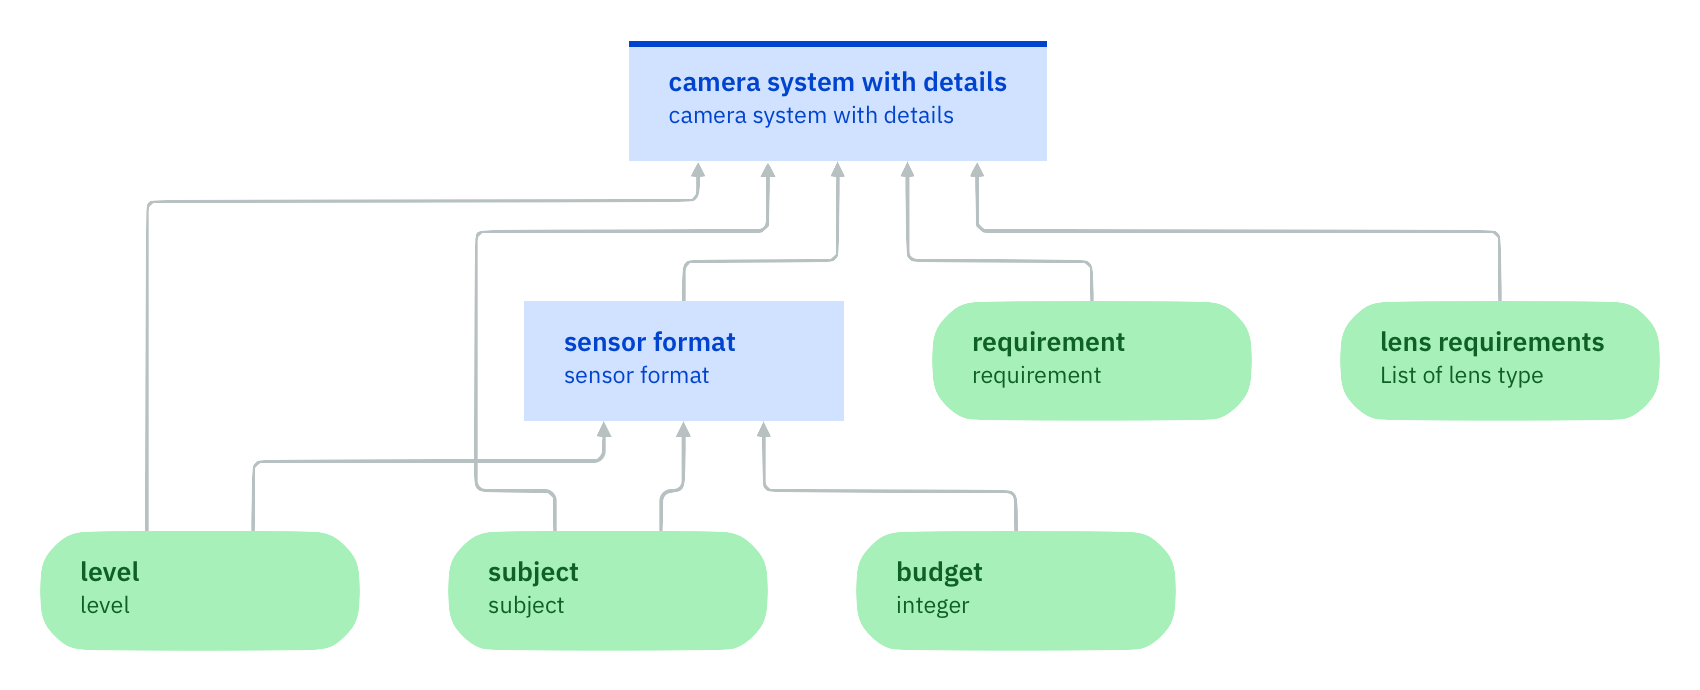 camera system with details
camera system with details
sensor format
sensor format
requirement
requirement
lens requirements
List of lens type
level
level
subject
subject
budget
integer